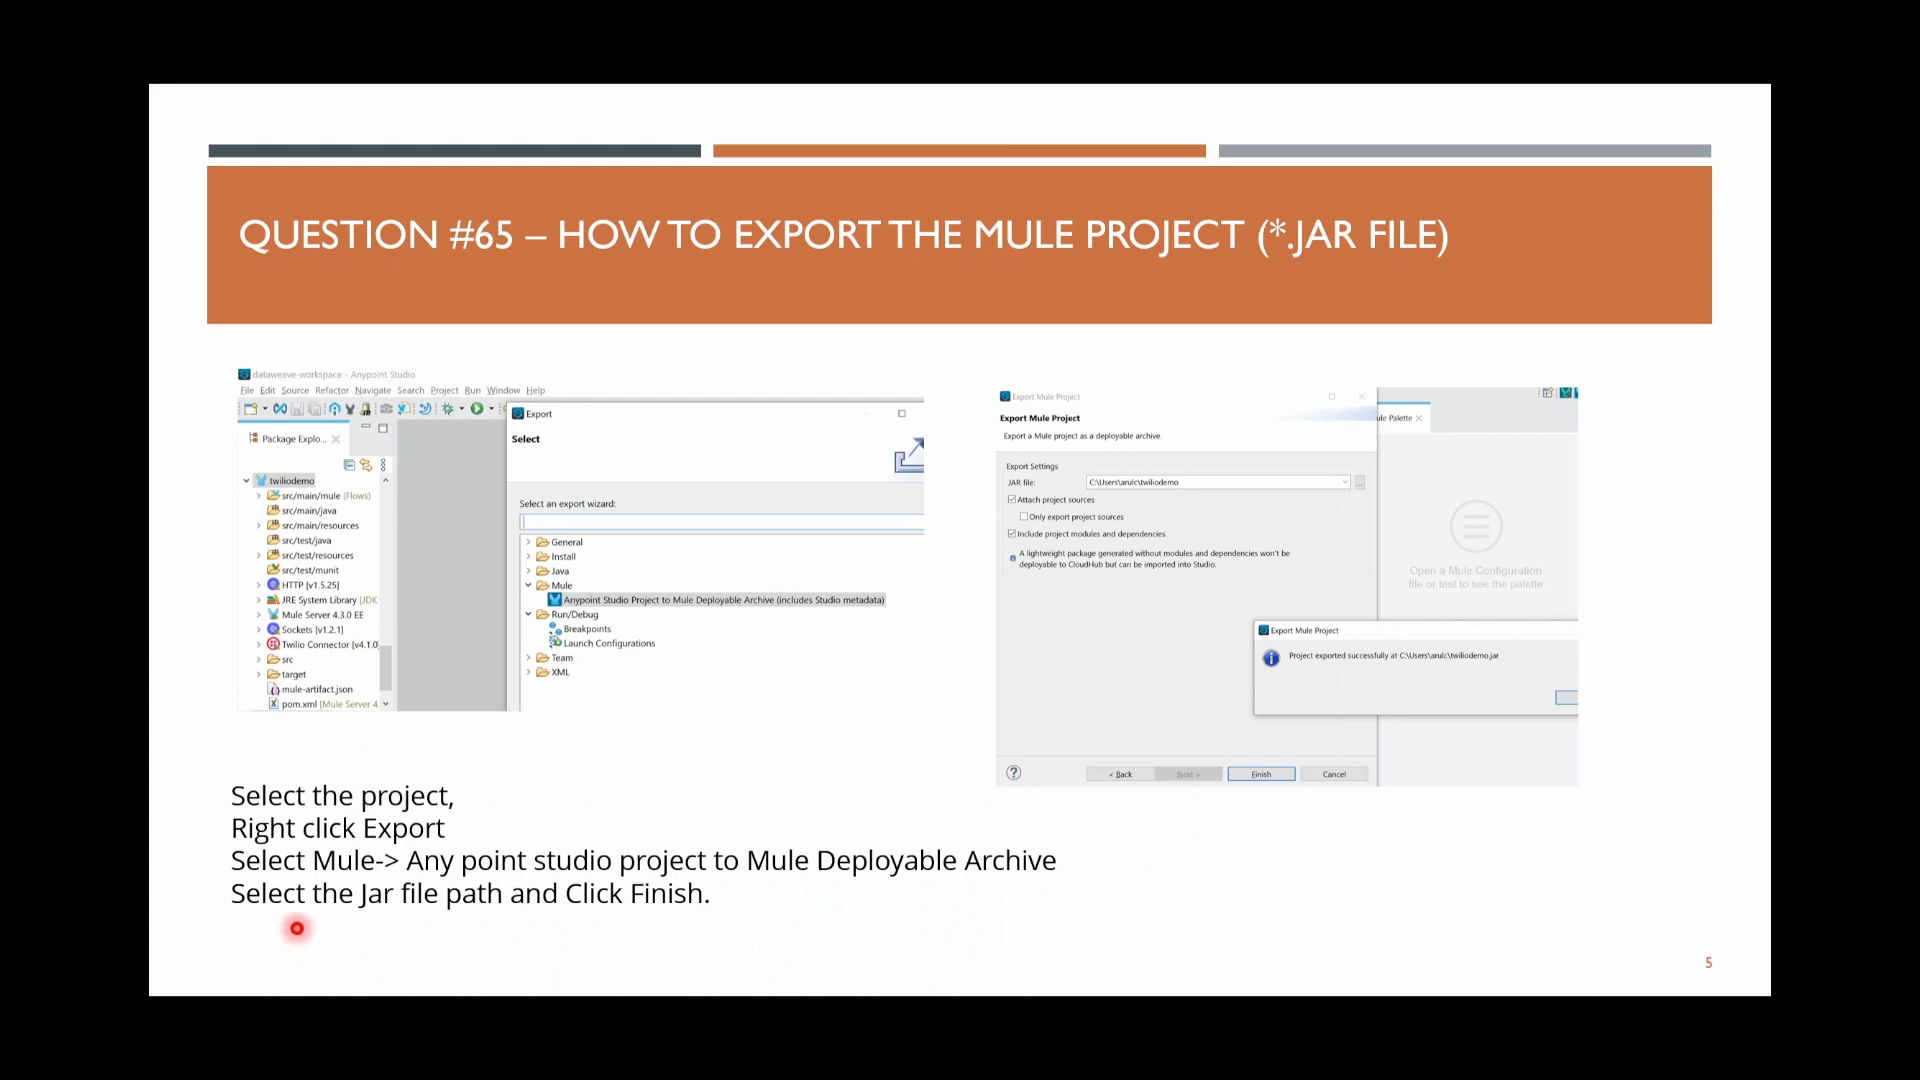 QUESTION #65 – HOW TO EXPORT THE MULE PROJECT (*.JAR FILE)
dataweave-workspace - Anypoint Studio
File Edit Source Refactor Navigate Search Project Run Window Help
Package Explo...
twiliodemo
src/main/mule (Flows)
src/main/java
src/main/resources
src/test/java
src/test/resources
src/test/munit
HTTP [v1.5.25]
JRE System Library [JDK
Mule Server 4.3.0 EE
Sockets [v1.2.1]
Twilio Connector [v4.1.0]
src
target
mule-artifact.json
pom.xml [Mule Server 4.
Export
Select
Select an export wizard:
General
Install
Java
Mule
Anypoint Studio Project to Mule Deployable Archive (includes Studio metadata)
Run/Debug
Breakpoints
Launch Configurations
Team
XML
Export Mule Project
Export Mule Project
Export a Mule project as a deployable archive.
Export Settings
JAR file: C:\Users\arulc\twiliodemo
Attach project sources
Only export project sources
Include project modules and dependencies
A lightweight package generated without modules and dependencies won't be
deployable to CloudHub but can be imported into Studio.
< Back Next > Finish Cancel
ule Palette
Open a Mule Configuration
file or test to see the palette
Export Mule Project
Project exported successfully at C:\Users\arulc\twiliodemo.jar
Select the project,
Right click Export
Select Mule-> Any point studio project to Mule Deployable Archive
Select the Jar file path and Click Finish.
5